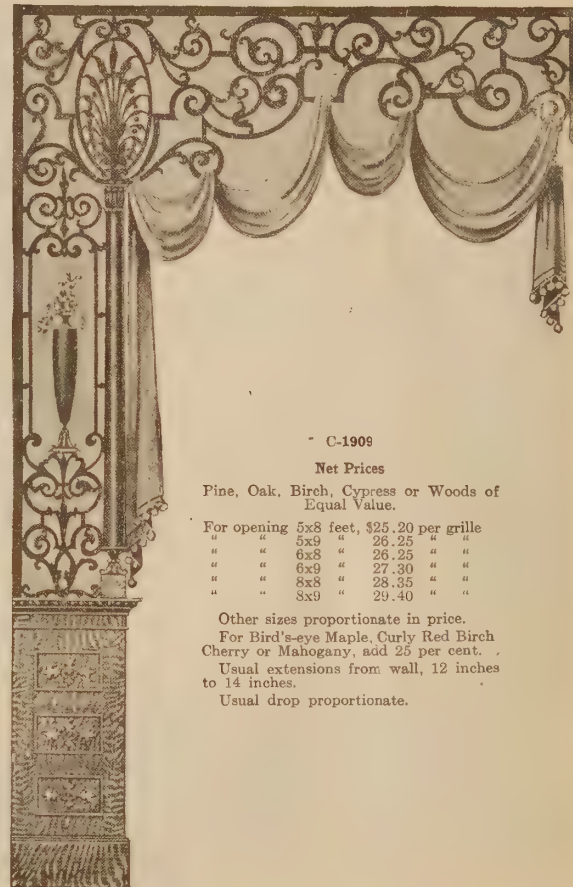 C-1909
Net Prices
Pine, Oak, Birch, Cypress or Woods of
Equal Value.
For opening 5x8 feet, $25.20 per grille
“ “ 5x9 “ 26.25 “ “
“ “ 6x8 “ 26.25 “ “
“ “ 6x9 “ 27.30 “ “
“ “ 8x8 “ 28.35 “ “
“ “ 8x9 “ 29.40 “ “
Other sizes proportionate in price.
For Bird's-eye Maple, Curly Red Birch
Cherry or Mahogany, add 25 per cent.
Usual extensions from wall, 12 inches
to 14 inches.
Usual drop proportionate.